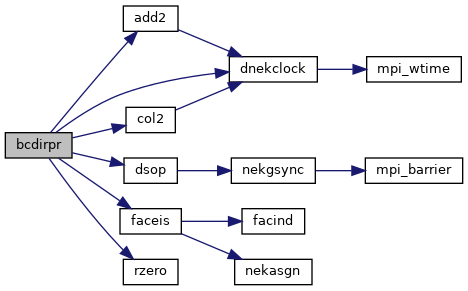 add2
dnekclock
mpi_wtime
col2
bcdirpr
dsop
nekgsync
mpi_barrier
faceis
facind
rzero
nekasgn